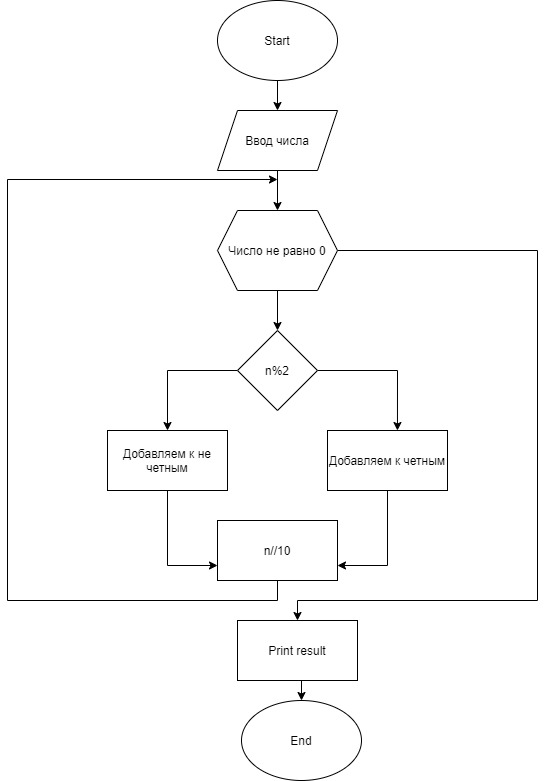 Start
Ввод числа
Число не равно 0
n%2
Добавляем к не
четным
Добавляем к четным
n//10
Print result
End